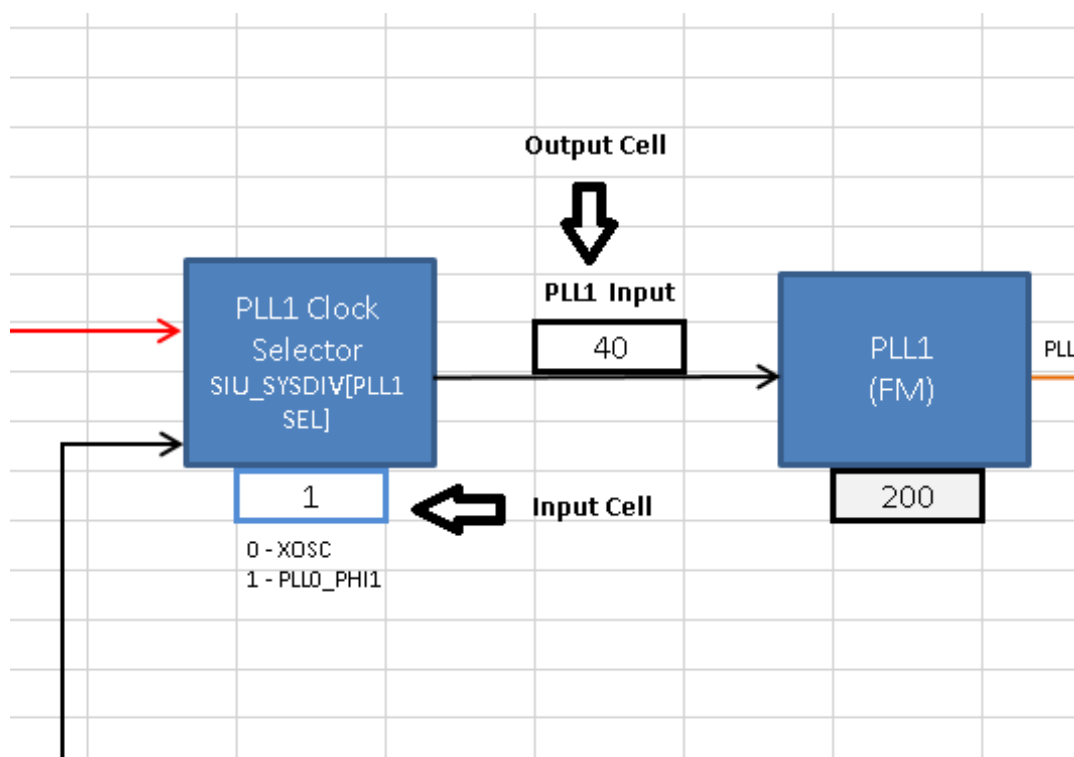 Output Cell
PLL1 Input
40
PLL1 Clock
Selector
SIU_SYSDIV[PLL1
SEL]
PLL1
(FM)
PLL
1
Input Cell
200
0 - XOSC
1 - PLL0_PHI1